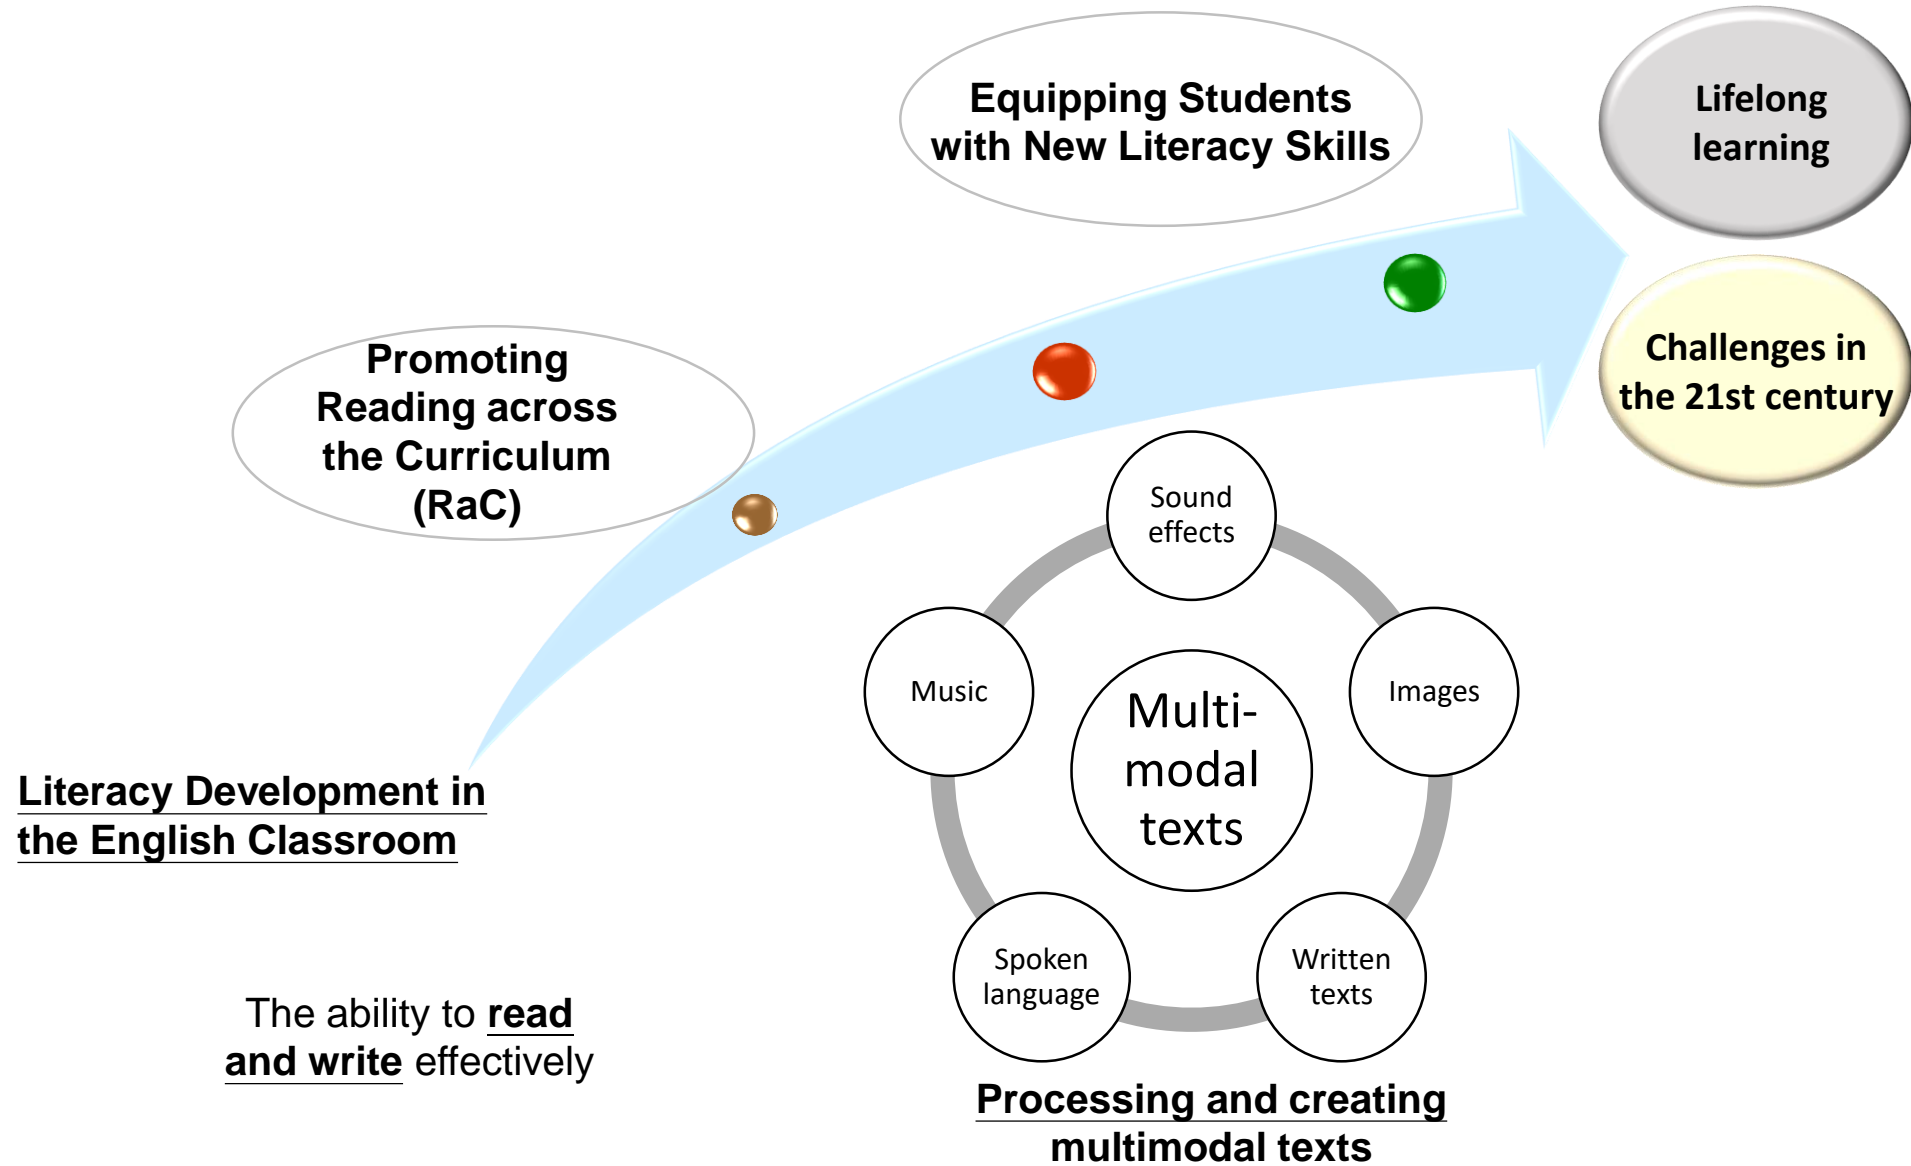 Equipping Students
with New Literacy Skills
Lifelong
learning
Challenges in
the 21st century
Promoting
Reading across
the Curriculum
(RaC)
Literacy Development in
the English Classroom
The ability to read
and write effectively
Sound
effects
Music
Images
Multi-
modal
texts
Spoken
language
Written
texts
Processing and creating
multimodal texts